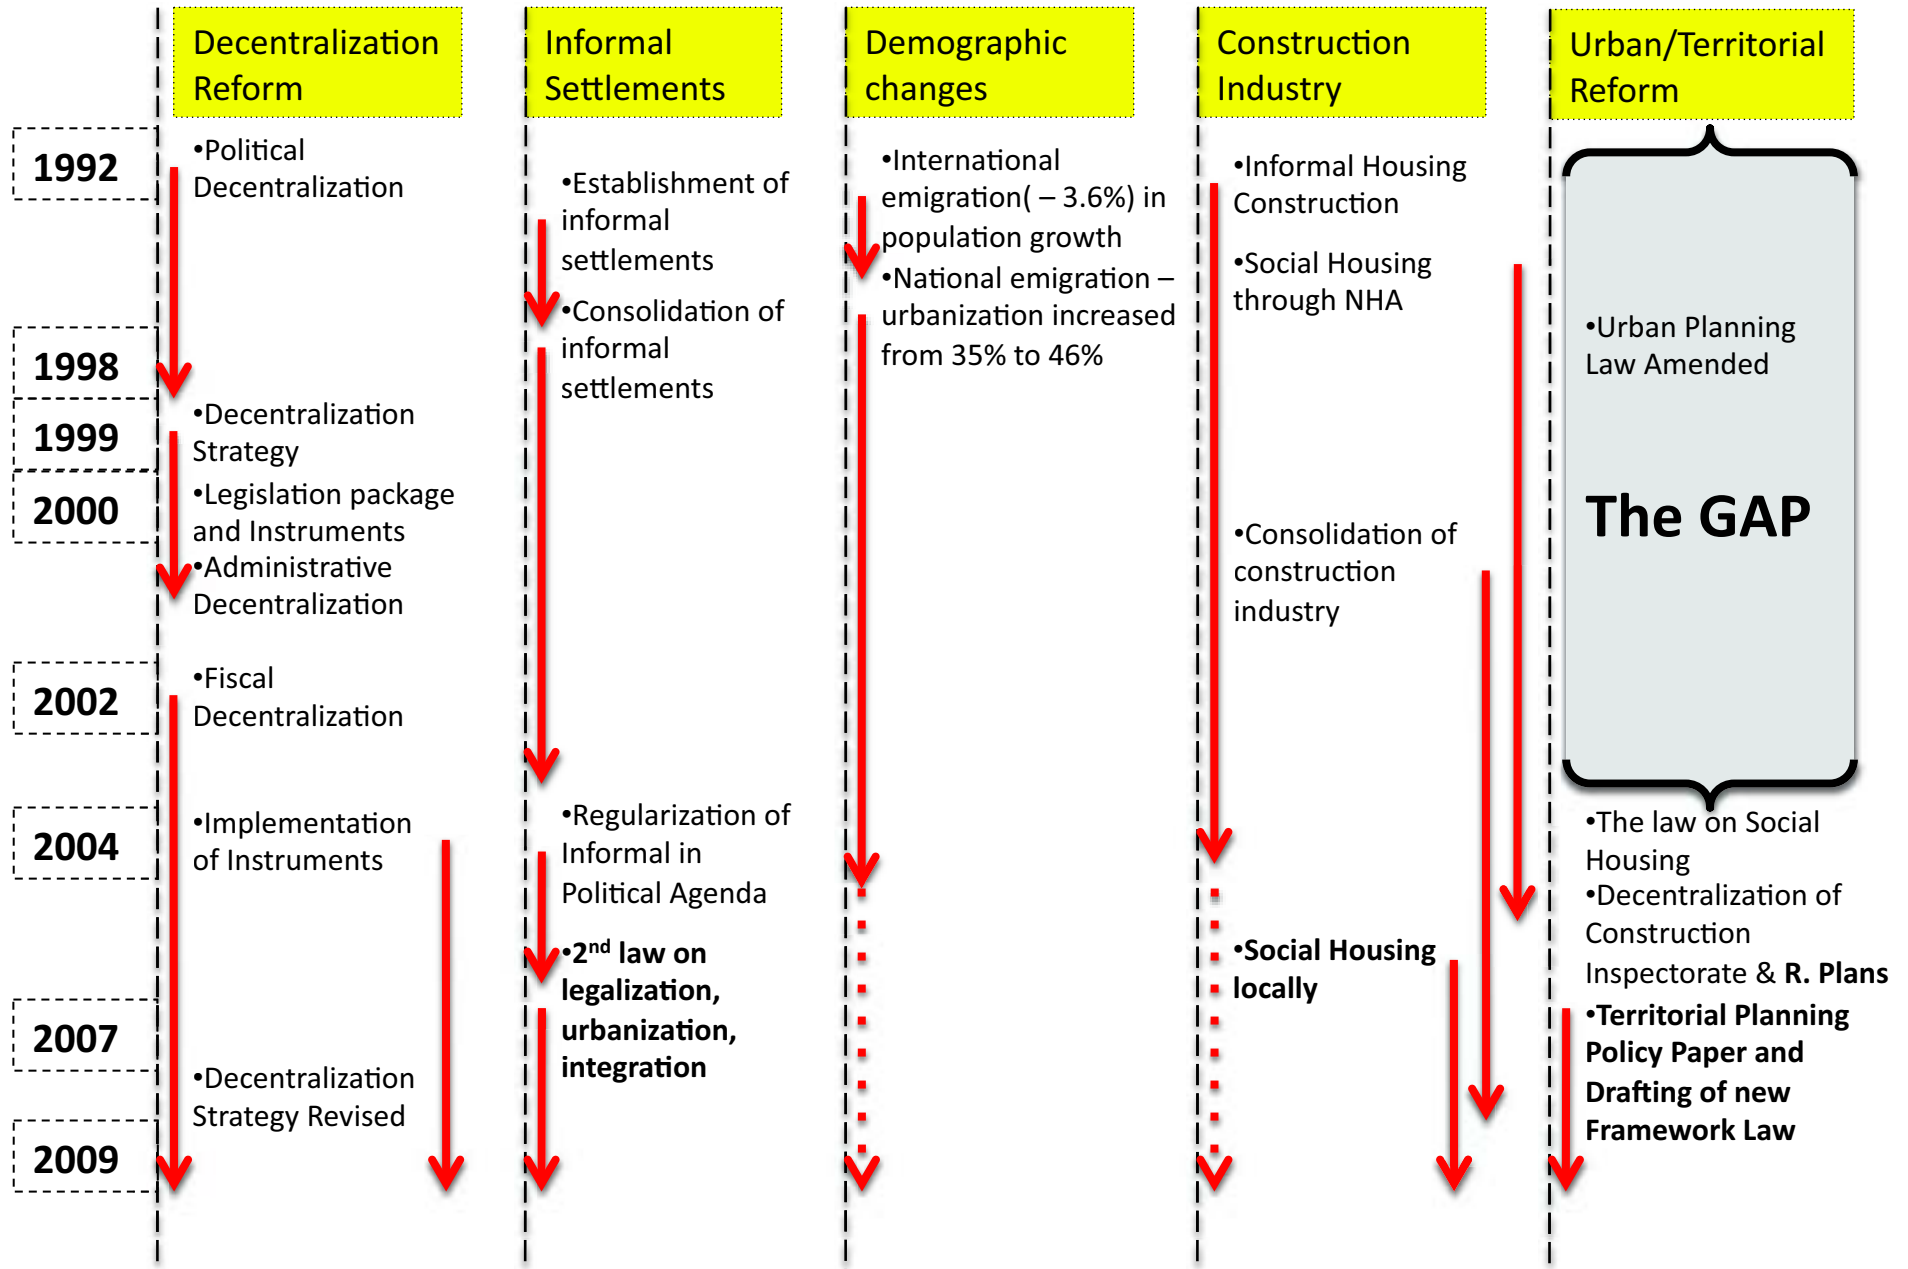 Decentralization
Reform
Informal
Settlements
Demographic
changes
Construction
Industry
Urban/Territorial
Reform
1992
1998
1999
2000
2002
2004
2007
2009
•Political
Decentralization
•Decentralization
Strategy
•Legislation package
and Instruments
•Administrative
Decentralization
•Fiscal
Decentralization
•Implementation
of Instruments
•Decentralization
Strategy Revised
•Establishment of
informal
settlements
•Consolidation of
informal
settlements
•Regularization of
Informal in
Political Agenda
•2nd law on
legalization,
urbanization,
integration
•International
emigration( – 3.6%) in
population growth
•National emigration –
urbanization increased
from 35% to 46%
•Informal Housing
Construction
•Social Housing
through NHA
•Consolidation of
construction
industry
•Social Housing
locally
•Urban Planning
Law Amended
The GAP
•The law on Social
Housing
•Decentralization of
Construction
Inspectorate & R. Plans
•Territorial Planning
Policy Paper and
Drafting of new
Framework Law